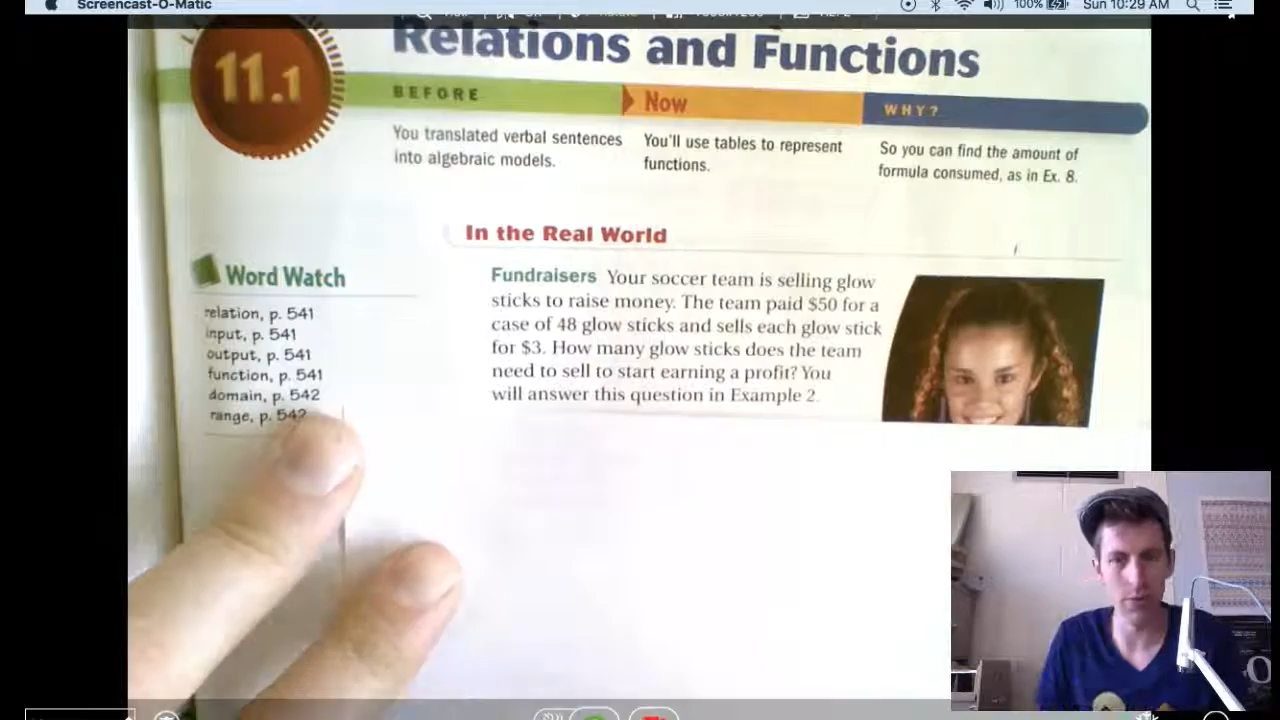 Screencast-O-Matic
100%
Sun 10:29 AM
Relations and Functions
11.1
BEFORE
Now
WHY?
You translated verbal sentences
into algebraic models.
You'll use tables to represent
functions.
So you can find the amount of
formula consumed, as in Ex. 8.
In the Real World
Word Watch
relation, p. 541
input, p. 541
output, p. 541
function, p. 541
domain, p. 542
range, p. 542
Fundraisers Your soccer team is selling glow
sticks to raise money. The team paid $50 for a
case of 48 glow sticks and sells each glow stick
for $3. How many glow sticks does the team
need to sell to start earning a profit? You
will answer this question in Example 2.